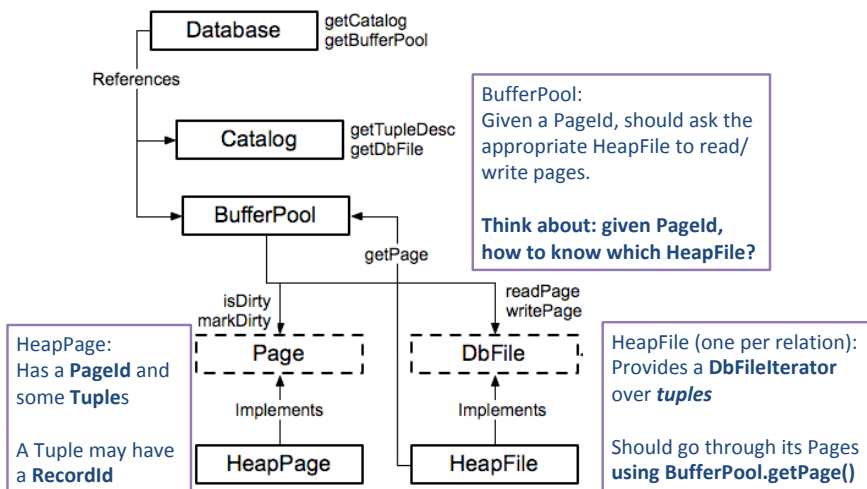 Database
getCatalog
getBufferPool
References
Catalog
getTupleDesc
getDbFile
BufferPool:
Given a PageId, should ask the
appropriate HeapFile to read/
write pages.
Think about: given PageId,
how to know which HeapFile?
BufferPool
getPage
isDirty
markDirty
readPage
writePage
HeapPage:
Has a PageId and
some Tuples
A Tuple may have
a RecordId
Page
DbFile
Implements
Implements
HeapPage
HeapFile
HeapFile (one per relation):
Provides a DbFileIterator
over tuples
Should go through its Pages
using BufferPool.getPage()